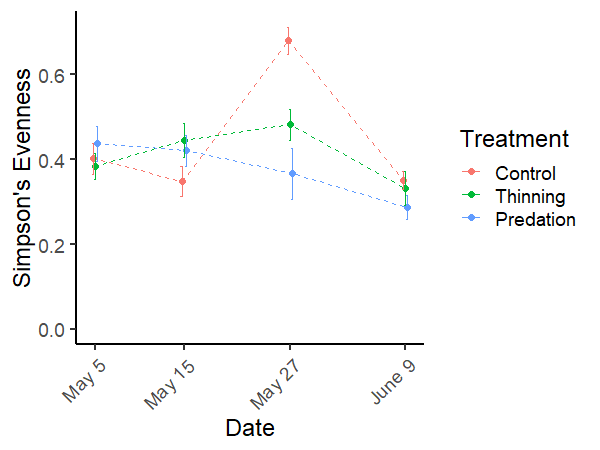 Simpson's Evenness
0.6
0.4
0.2
0.0
May 5
May 15
May 27
June 9
Date
Treatment
Control
Thinning
Predation